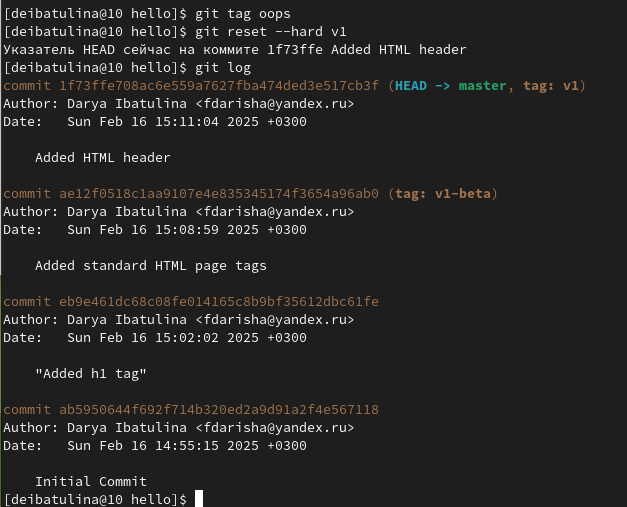 [deibatulina@10 hello]$ git tag oops
[deibatulina@10 hello]$ git reset --hard v1
Указатель HEAD сейчас на коммите 1f73ffe Added HTML header
[deibatulina@10 hello]$ git log
commit 1f73ffe708ac6e559a7627fba474ded3e517cb3f (HEAD -> master, tag: v1)
Author: Darya Ibatulina <fdarisha@yandex.ru>
Date:   Sun Feb 16 15:11:04 2025 +0300
    Added HTML header
commit ae12f0518c1aa9107e4e835345174f3654a96ab0 (tag: v1-beta)
Author: Darya Ibatulina <fdarisha@yandex.ru>
Date:   Sun Feb 16 15:08:59 2025 +0300
    Added standard HTML page tags
commit eb9e461dc68c08fe014165c8b9bf35612dbc61fe
Author: Darya Ibatulina <fdarisha@yandex.ru>
Date:   Sun Feb 16 15:02:02 2025 +0300
    "Added h1 tag"
commit ab5950644f692f714b320ed2a9d91a2f4e567118
Author: Darya Ibatulina <fdarisha@yandex.ru>
Date:   Sun Feb 16 14:55:15 2025 +0300
    Initial Commit
[deibatulina@10 hello]$